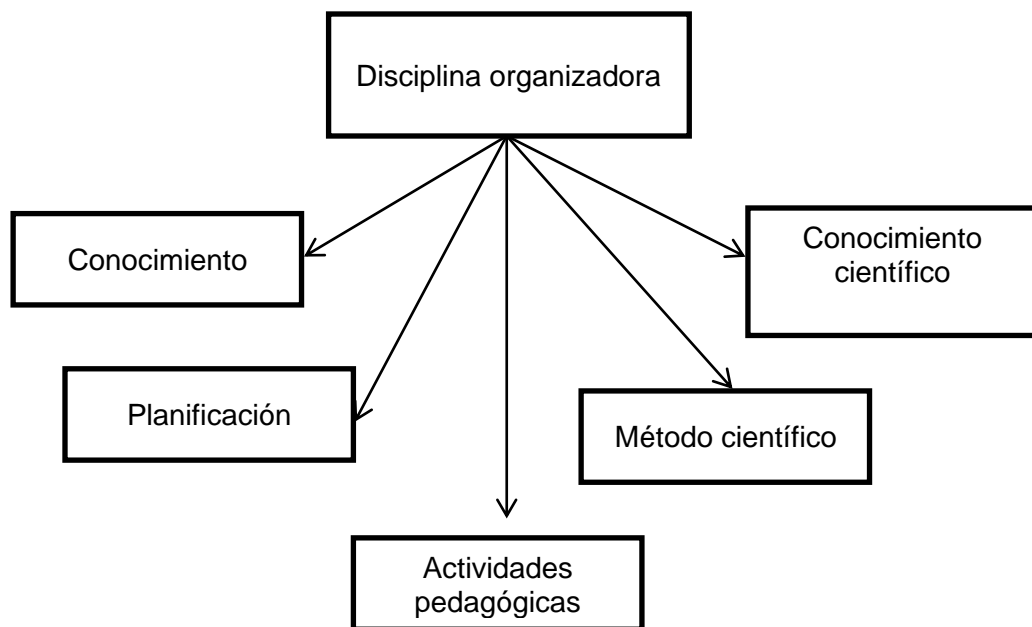 Disciplina organizadora
Conocimiento
Conocimiento
científico
Planificación
Método científico
Actividades
pedagógicas